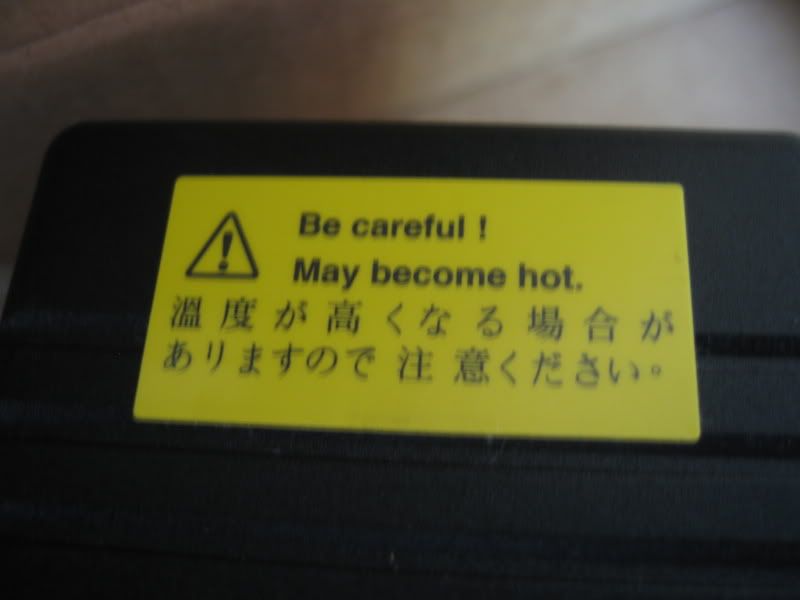 Be careful !
May become hot.
溫度が高くなる場合が
ありますので注意ください。